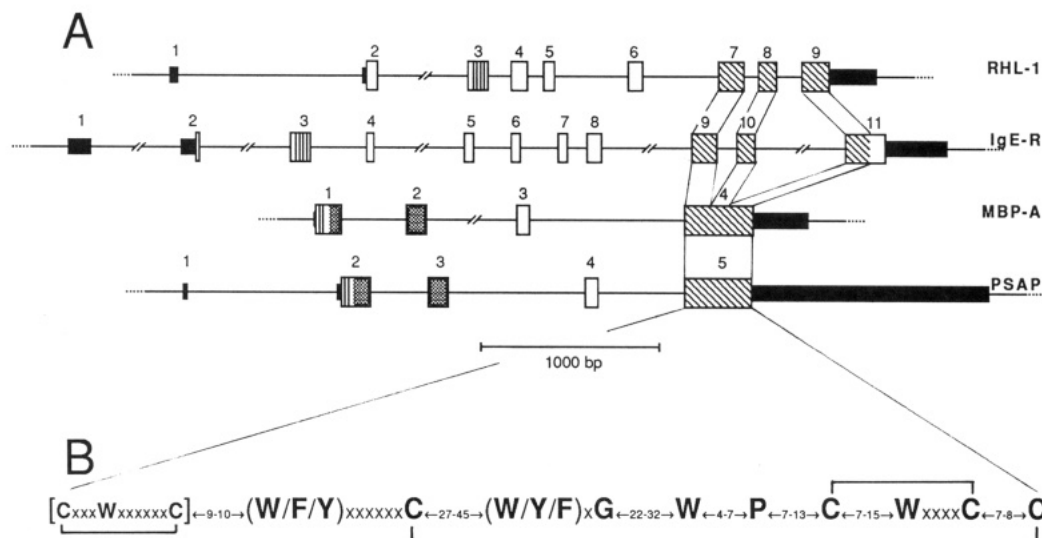 A
1 2 3 4 5 6 7 8 9
RHL-1
1 2 3 4 5 6 7 8 9 10 11
IgE-R
1 2 3 4
MBP-A
1 2 3 4 5
PSAP
1000 bp
B
[CxxxWxxxxxxC]←9-10→(W/F/Y)xxxxxxC←27-45→(W/Y/F)xG←22-32→W←4-7→P←7-13→C←7-15→WxxxxC←7-8→C